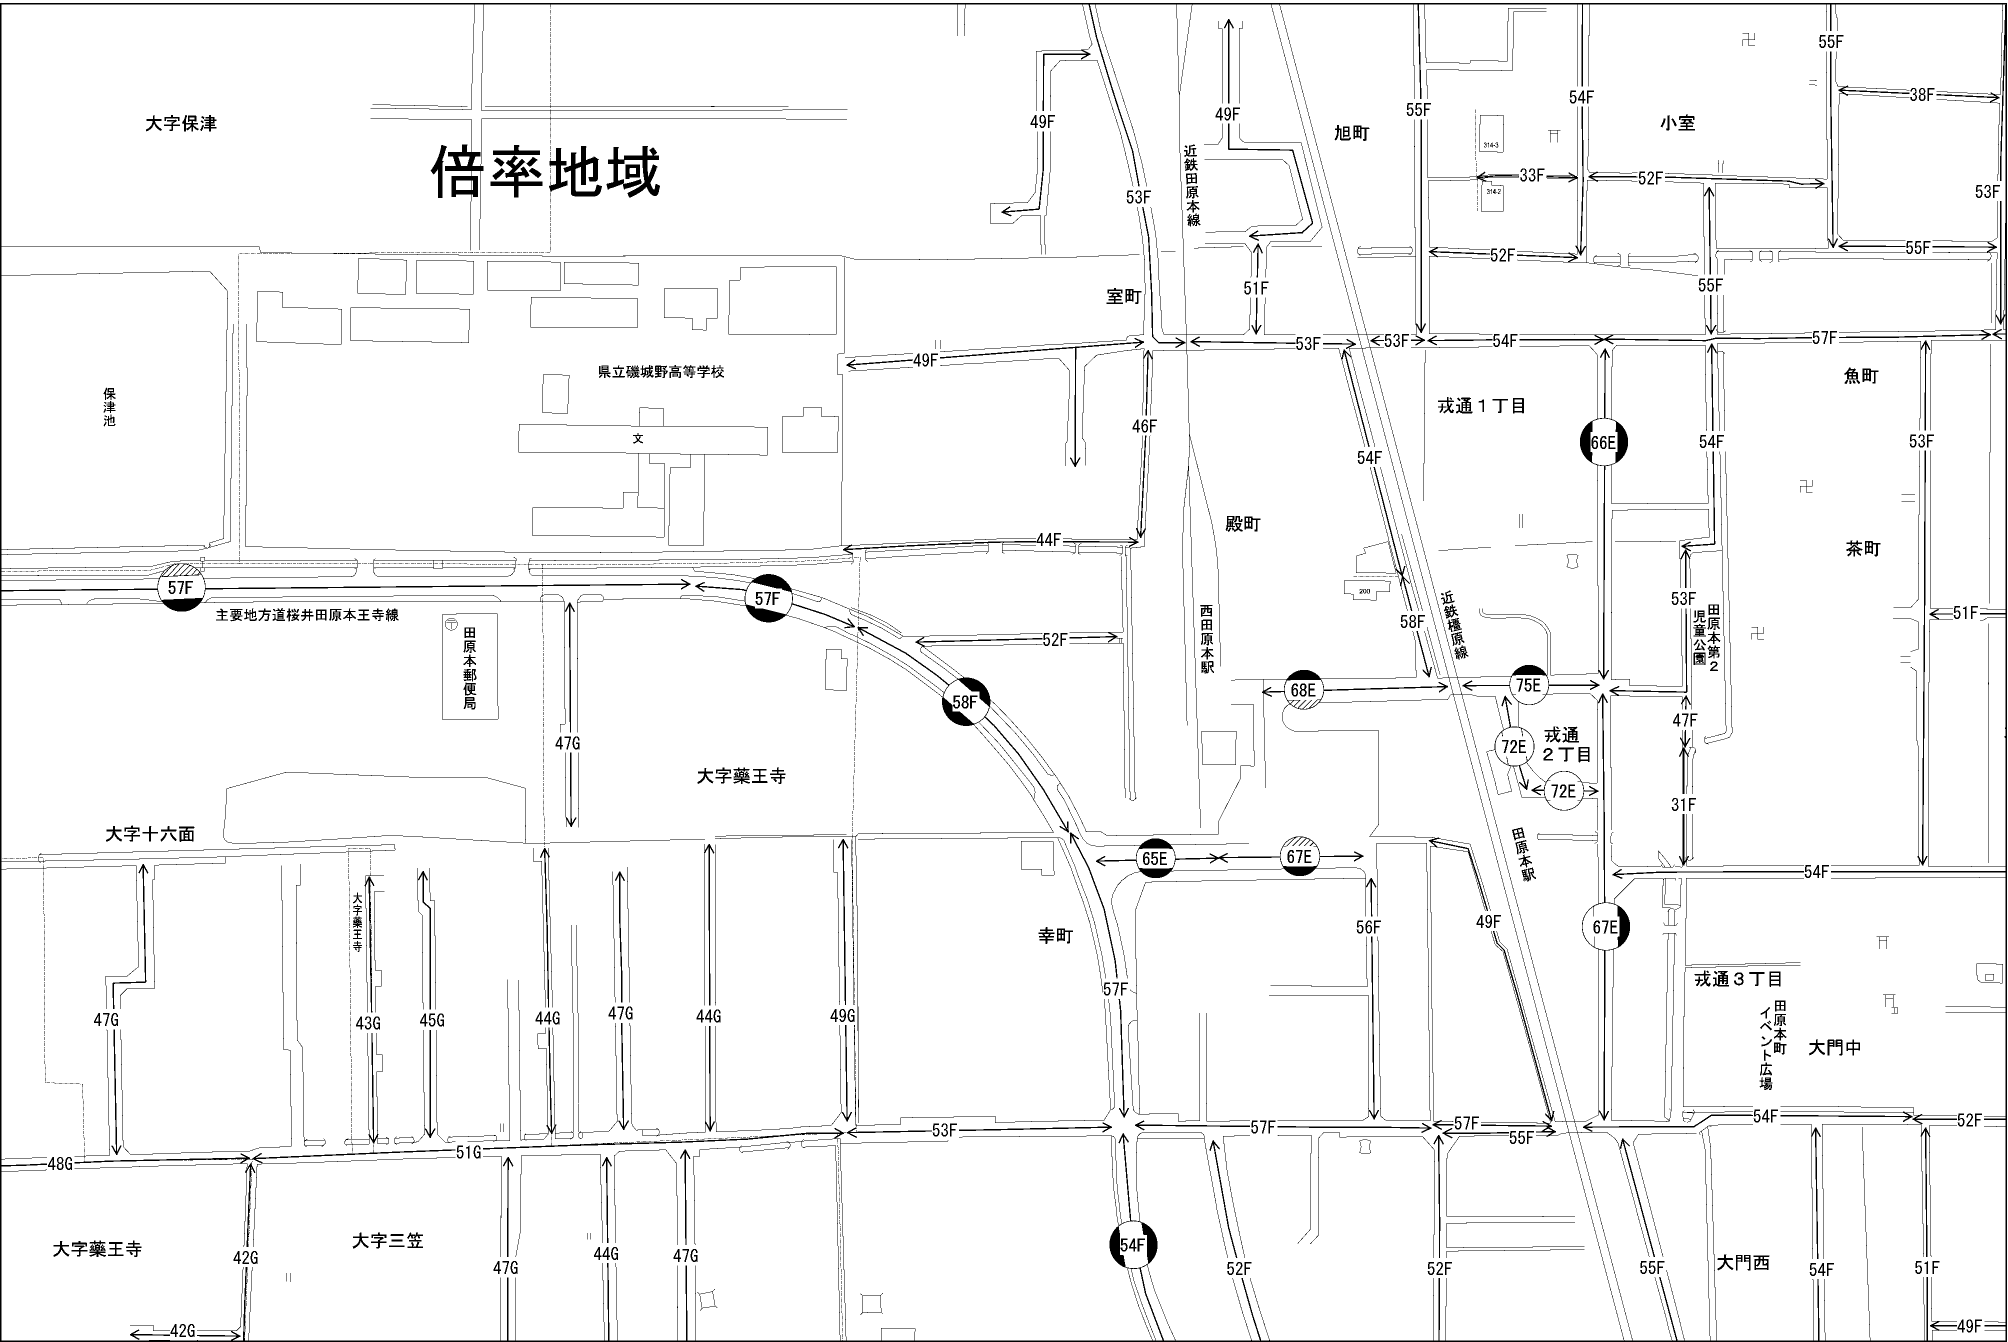 55F
38F
54F
55F
49F
49F
大字保津
旭町
小室
314-3
倍率地域
近鉄田原本線
33F
52F
314-2
53F
53F
52F
55F
51F
55F
室町
53F
53F
54F
57F
49F
県立磯城野高等学校
魚町
保津池
戎通1丁目
文
46F
66E
54F
53F
54F
殿町
44F
茶町
57F
57F
200
53F
主要地方道桜井田原本王寺線
田原本郵便局
52F
西田原本駅
58F
近鉄橿原線
田原本第2
児童公園
51F
58F
68E
75E
47F
47G
72E
戎通
2丁目
大字薬王寺
72E
31F
大字十六面
田原本駅
65E
67E
54F
大字薬王寺
幸町
56F
49F
67E
戎通3丁目
57F
田原本町
イベント広場
47G
43G
45G
44G
47G
44G
49G
大門中
53F
57F
57F
55F
54F
52F
48G
51G
大字薬王寺
42G
大字三笠
47G
44G
47G
54F
52F
52F
55F
大門西
54F
51F
42G
49F